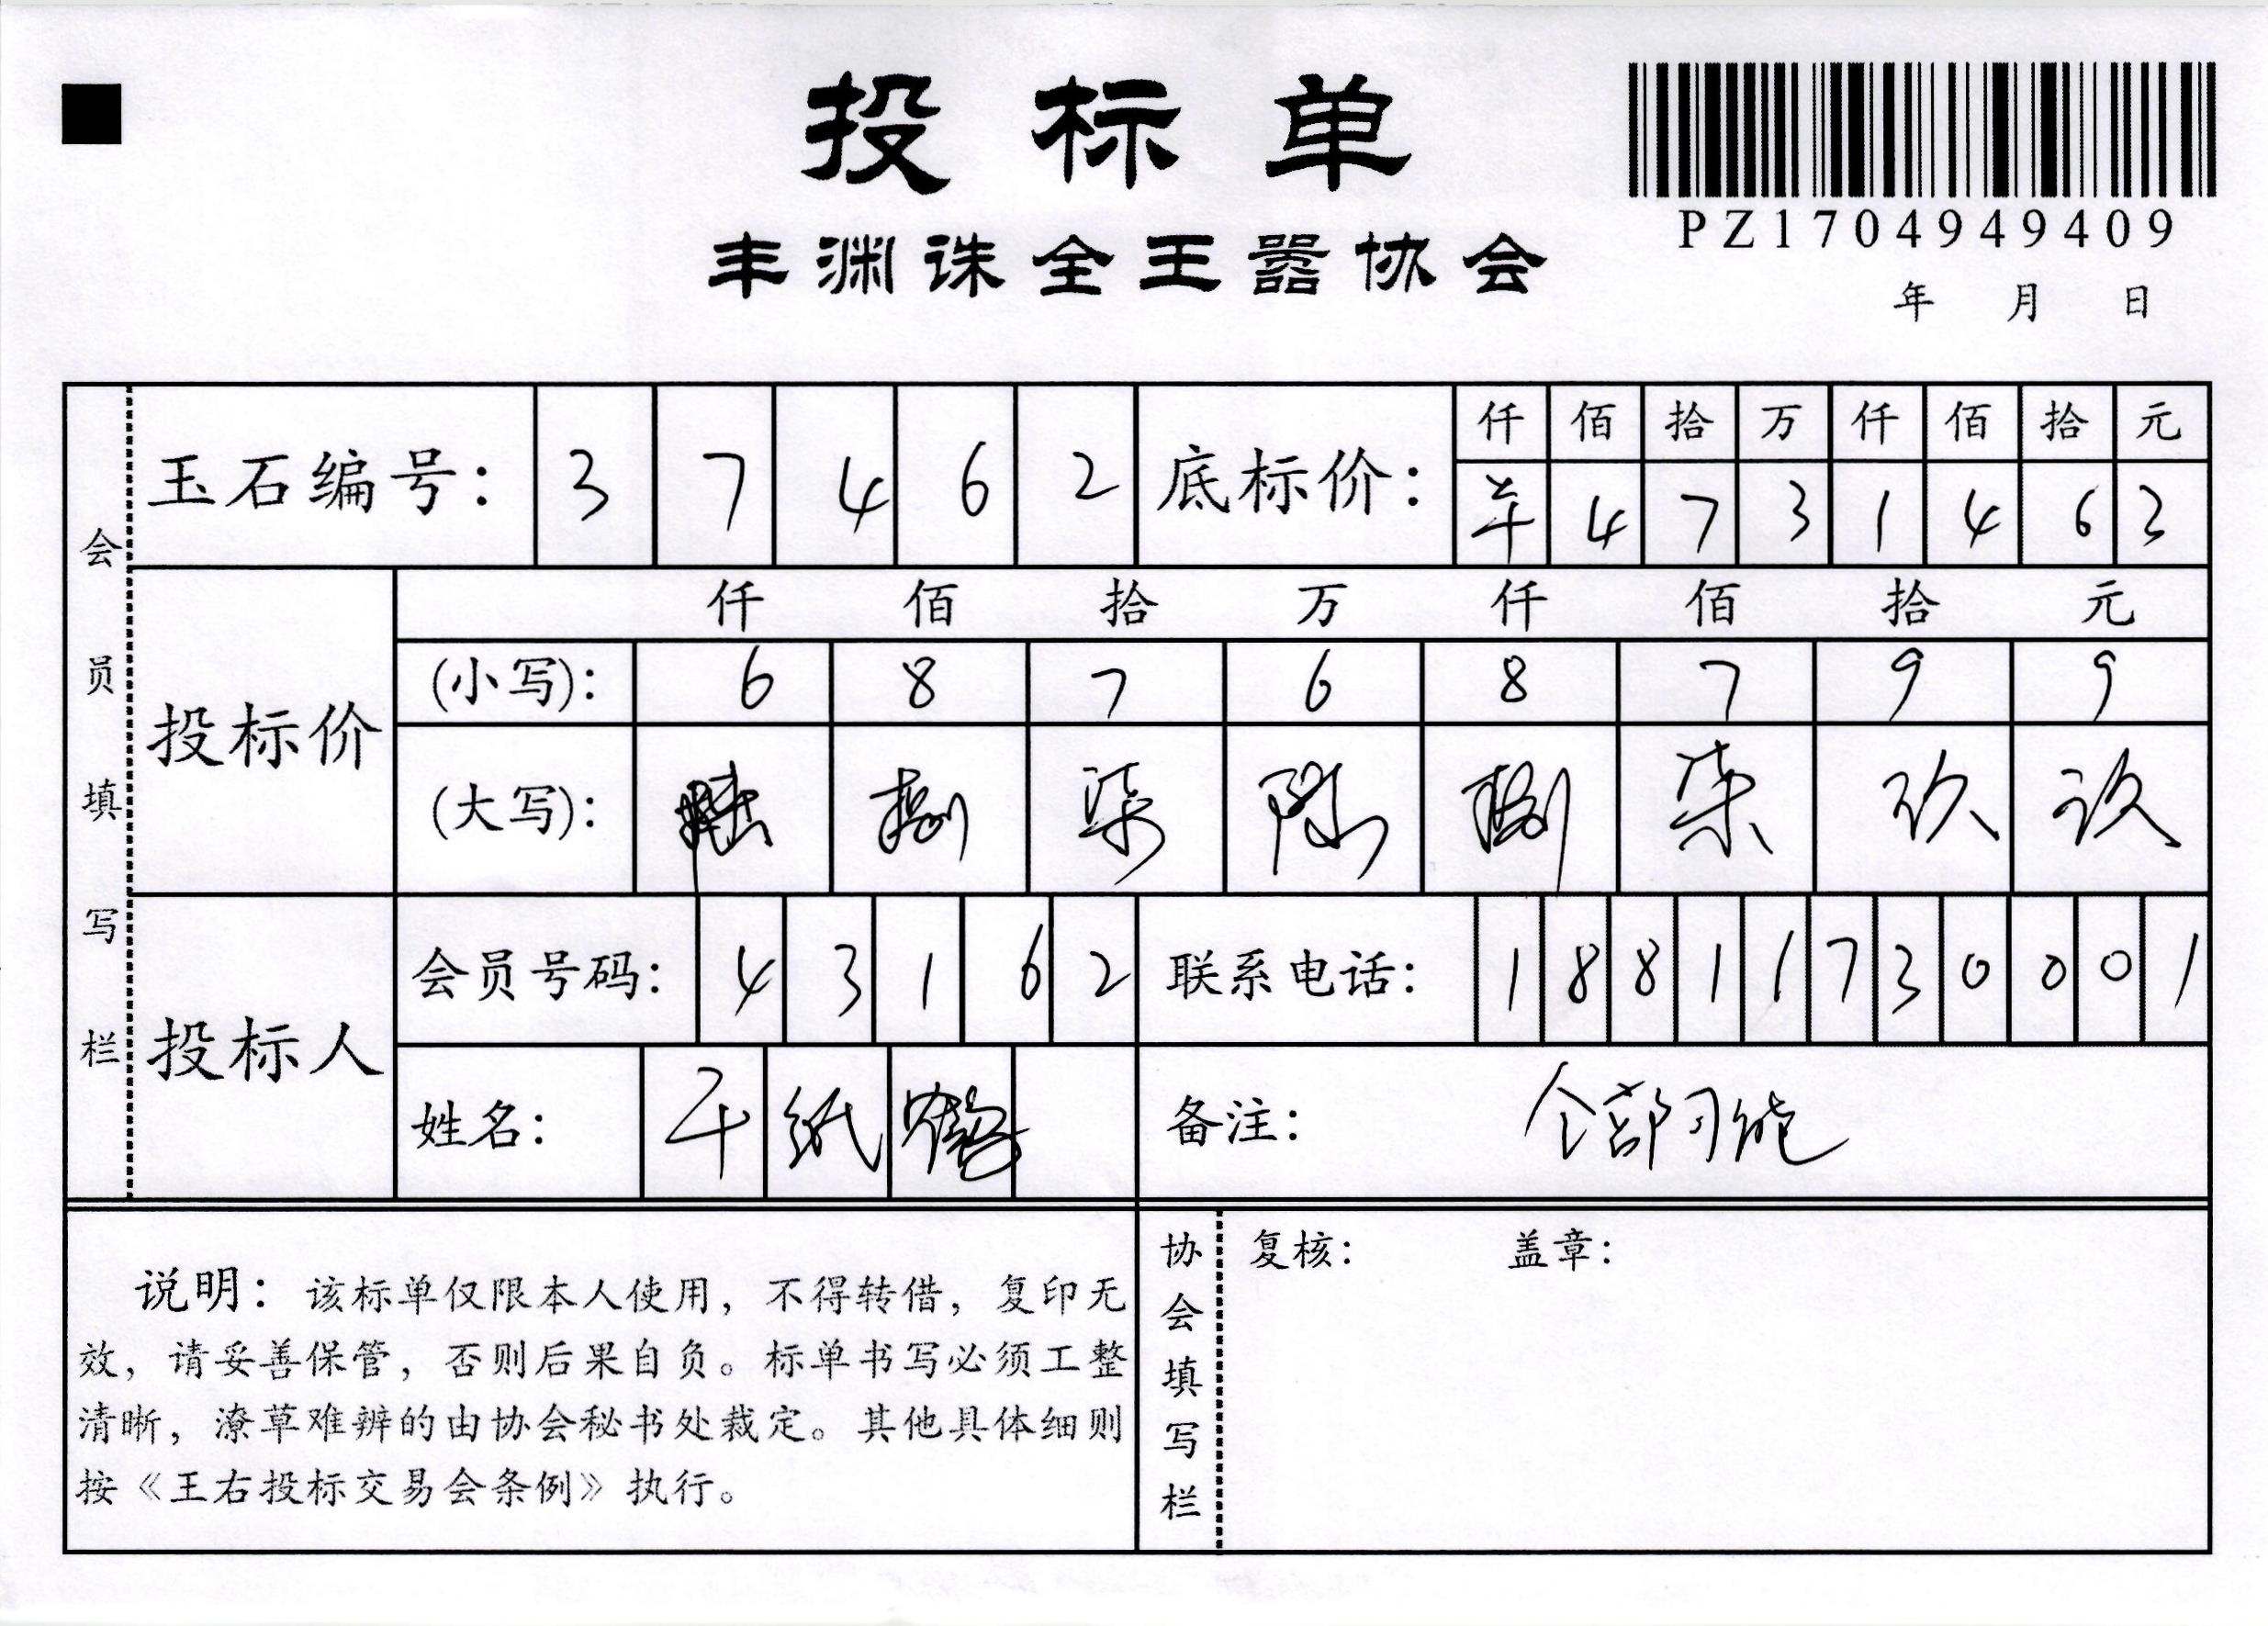 投标单
PZ1704949409
丰渊诛全王嚣协会
年 月 日
会员填写栏
玉石编号： 3 7 4 6 2
底标价： 仟 佰 拾 万 仟 佰 拾 元
羊 4 7 3 1 4 6 2
投标价
仟 佰 拾 万 仟 佰 拾 元
(小写)： 6 8 7 6 8 7 9 9
(大写)： 陆 捌 柒 陆 捌 柒 玖 玖
投标人
会员号码： 4 3 1 6 2
联系电话： 1 8 8 1 1 7 3 0 0 0 1
姓名： 千 纸 鹤
备注： 全部可能
说明：该标单仅限本人使用，不得转借，复印无
效，请妥善保管，否则后果自负。标单书写必须工整
清晰，潦草难辨的由协会秘书处裁定。其他具体细则
按《王右投标交易会条例》执行。
协会填写栏
复核： 盖章：